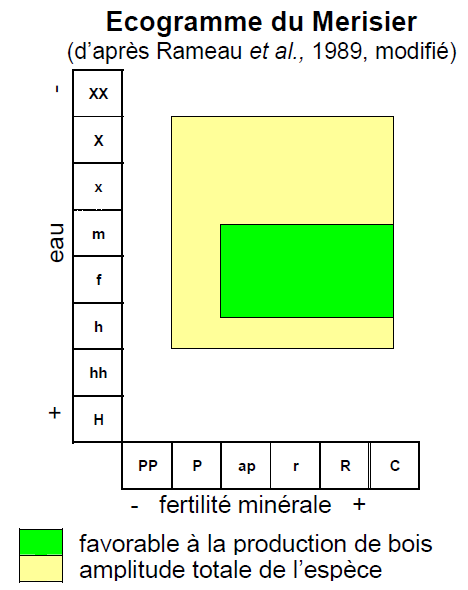 Ecogramme du Merisier
(d'après Rameau et al., 1989, modifié)
-
XX
X
x
m
f
h
hh
H
eau
+
PP P ap r R C
- fertilité minérale +
favorable à la production de bois
amplitude totale de l'espèce